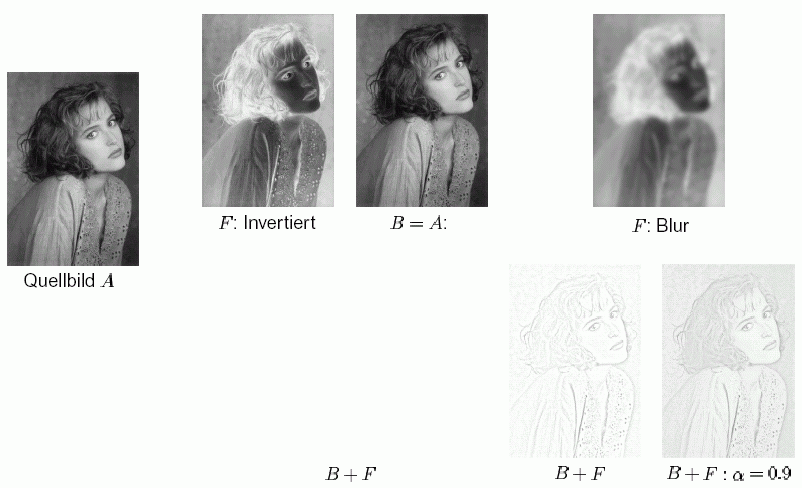 F: Invertiert
B = A:
F: Blur
Quellbild A
B + F
B + F
B + F : α = 0.9